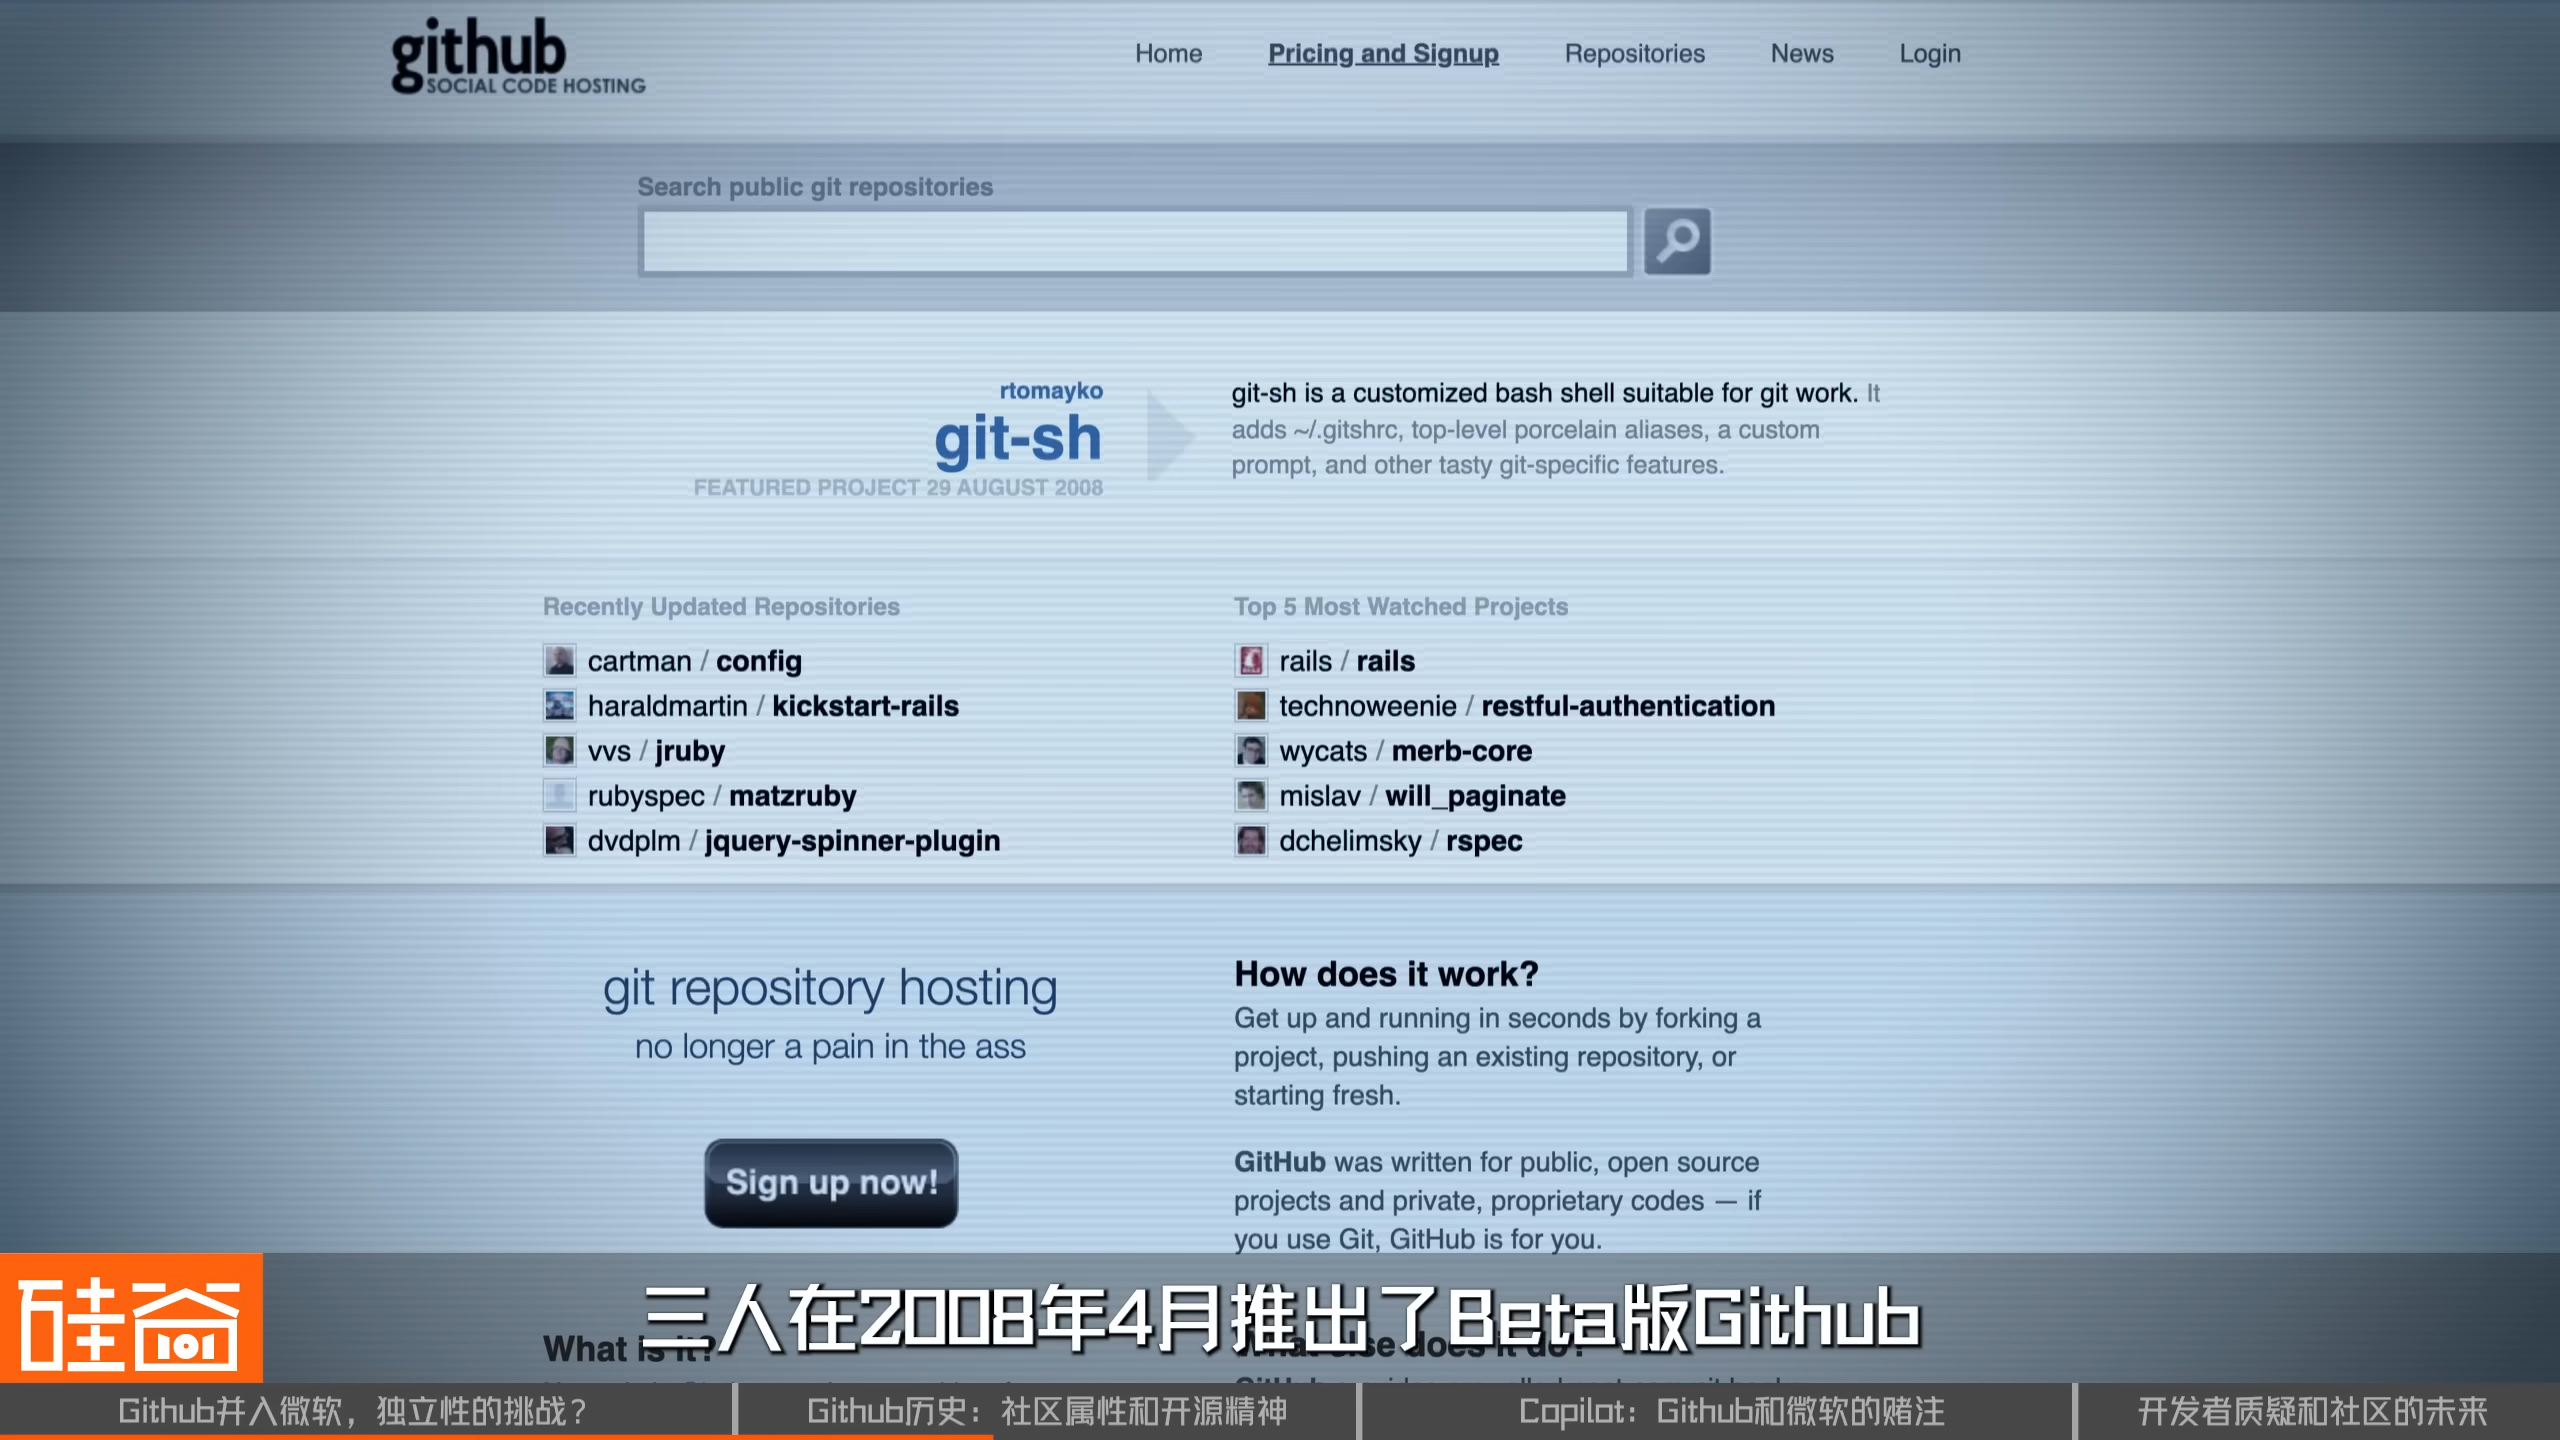 github
SOCIAL CODE HOSTING
Home
Pricing and Signup
Repositories
News
Login
Search public git repositories
rtomayko
git-sh
FEATURED PROJECT 29 AUGUST 2008
git-sh is a customized bash shell suitable for git work. It
adds ~/.gitshrc, top-level porcelain aliases, a custom
prompt, and other tasty git-specific features.
Recently Updated Repositories
cartman / config
haraldmartin / kickstart-rails
vvs / jruby
rubyspec / matzruby
dvdplm / jquery-spinner-plugin
Top 5 Most Watched Projects
rails / rails
technoweenie / restful-authentication
wycats / merb-core
mislav / will_paginate
dchelimsky / rspec
git repository hosting
no longer a pain in the ass
Sign up now!
How does it work?
Get up and running in seconds by forking a
project, pushing an existing repository, or
starting fresh.
GitHub was written for public, open source
projects and private, proprietary codes — if
you use Git, GitHub is for you.
What is it?
What else does it do?
三人在2008年4月推出了Beta版Github
硅谷
101
Github并入微软，独立性的挑战？
Github历史：社区属性和开源精神
Copilot：Github和微软的赌注
开发者质疑和社区的未来